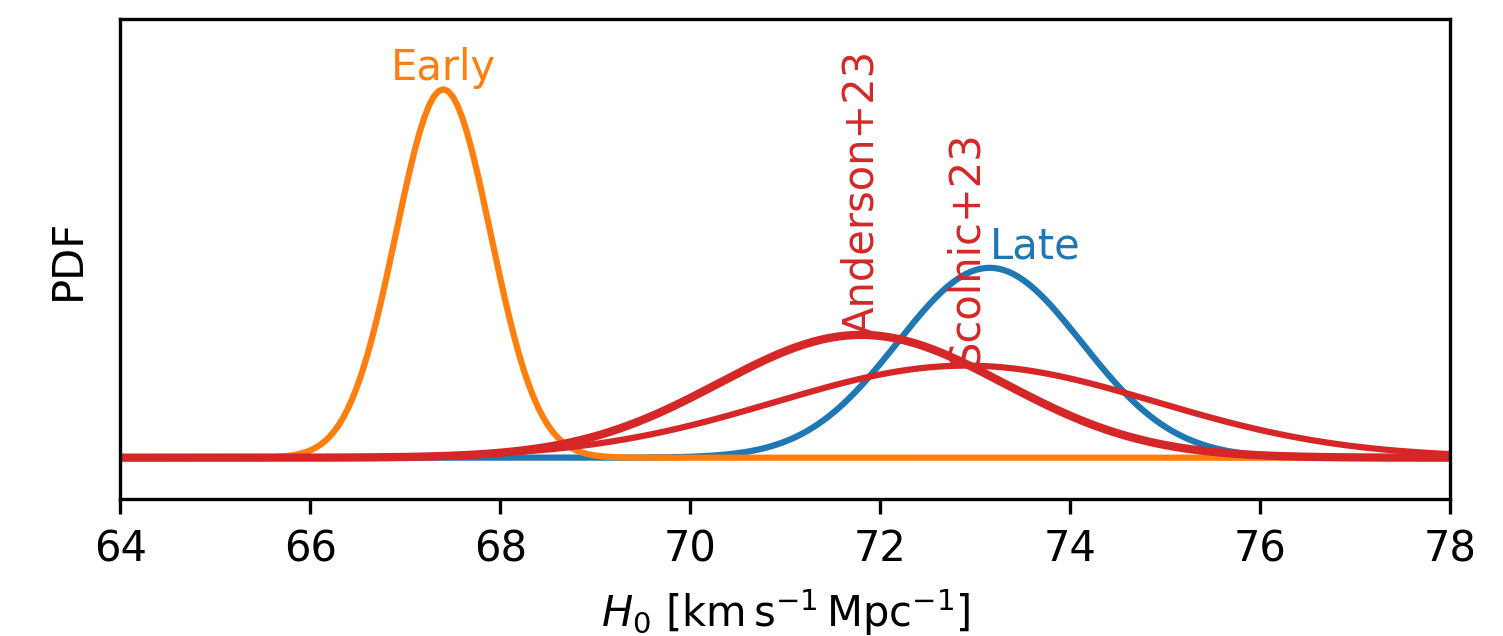 Early
Anderson+23
Scolnic+23
Late
PDF
64 66 68 70 72 74 76 78
H₀ [km s⁻¹ Mpc⁻¹]